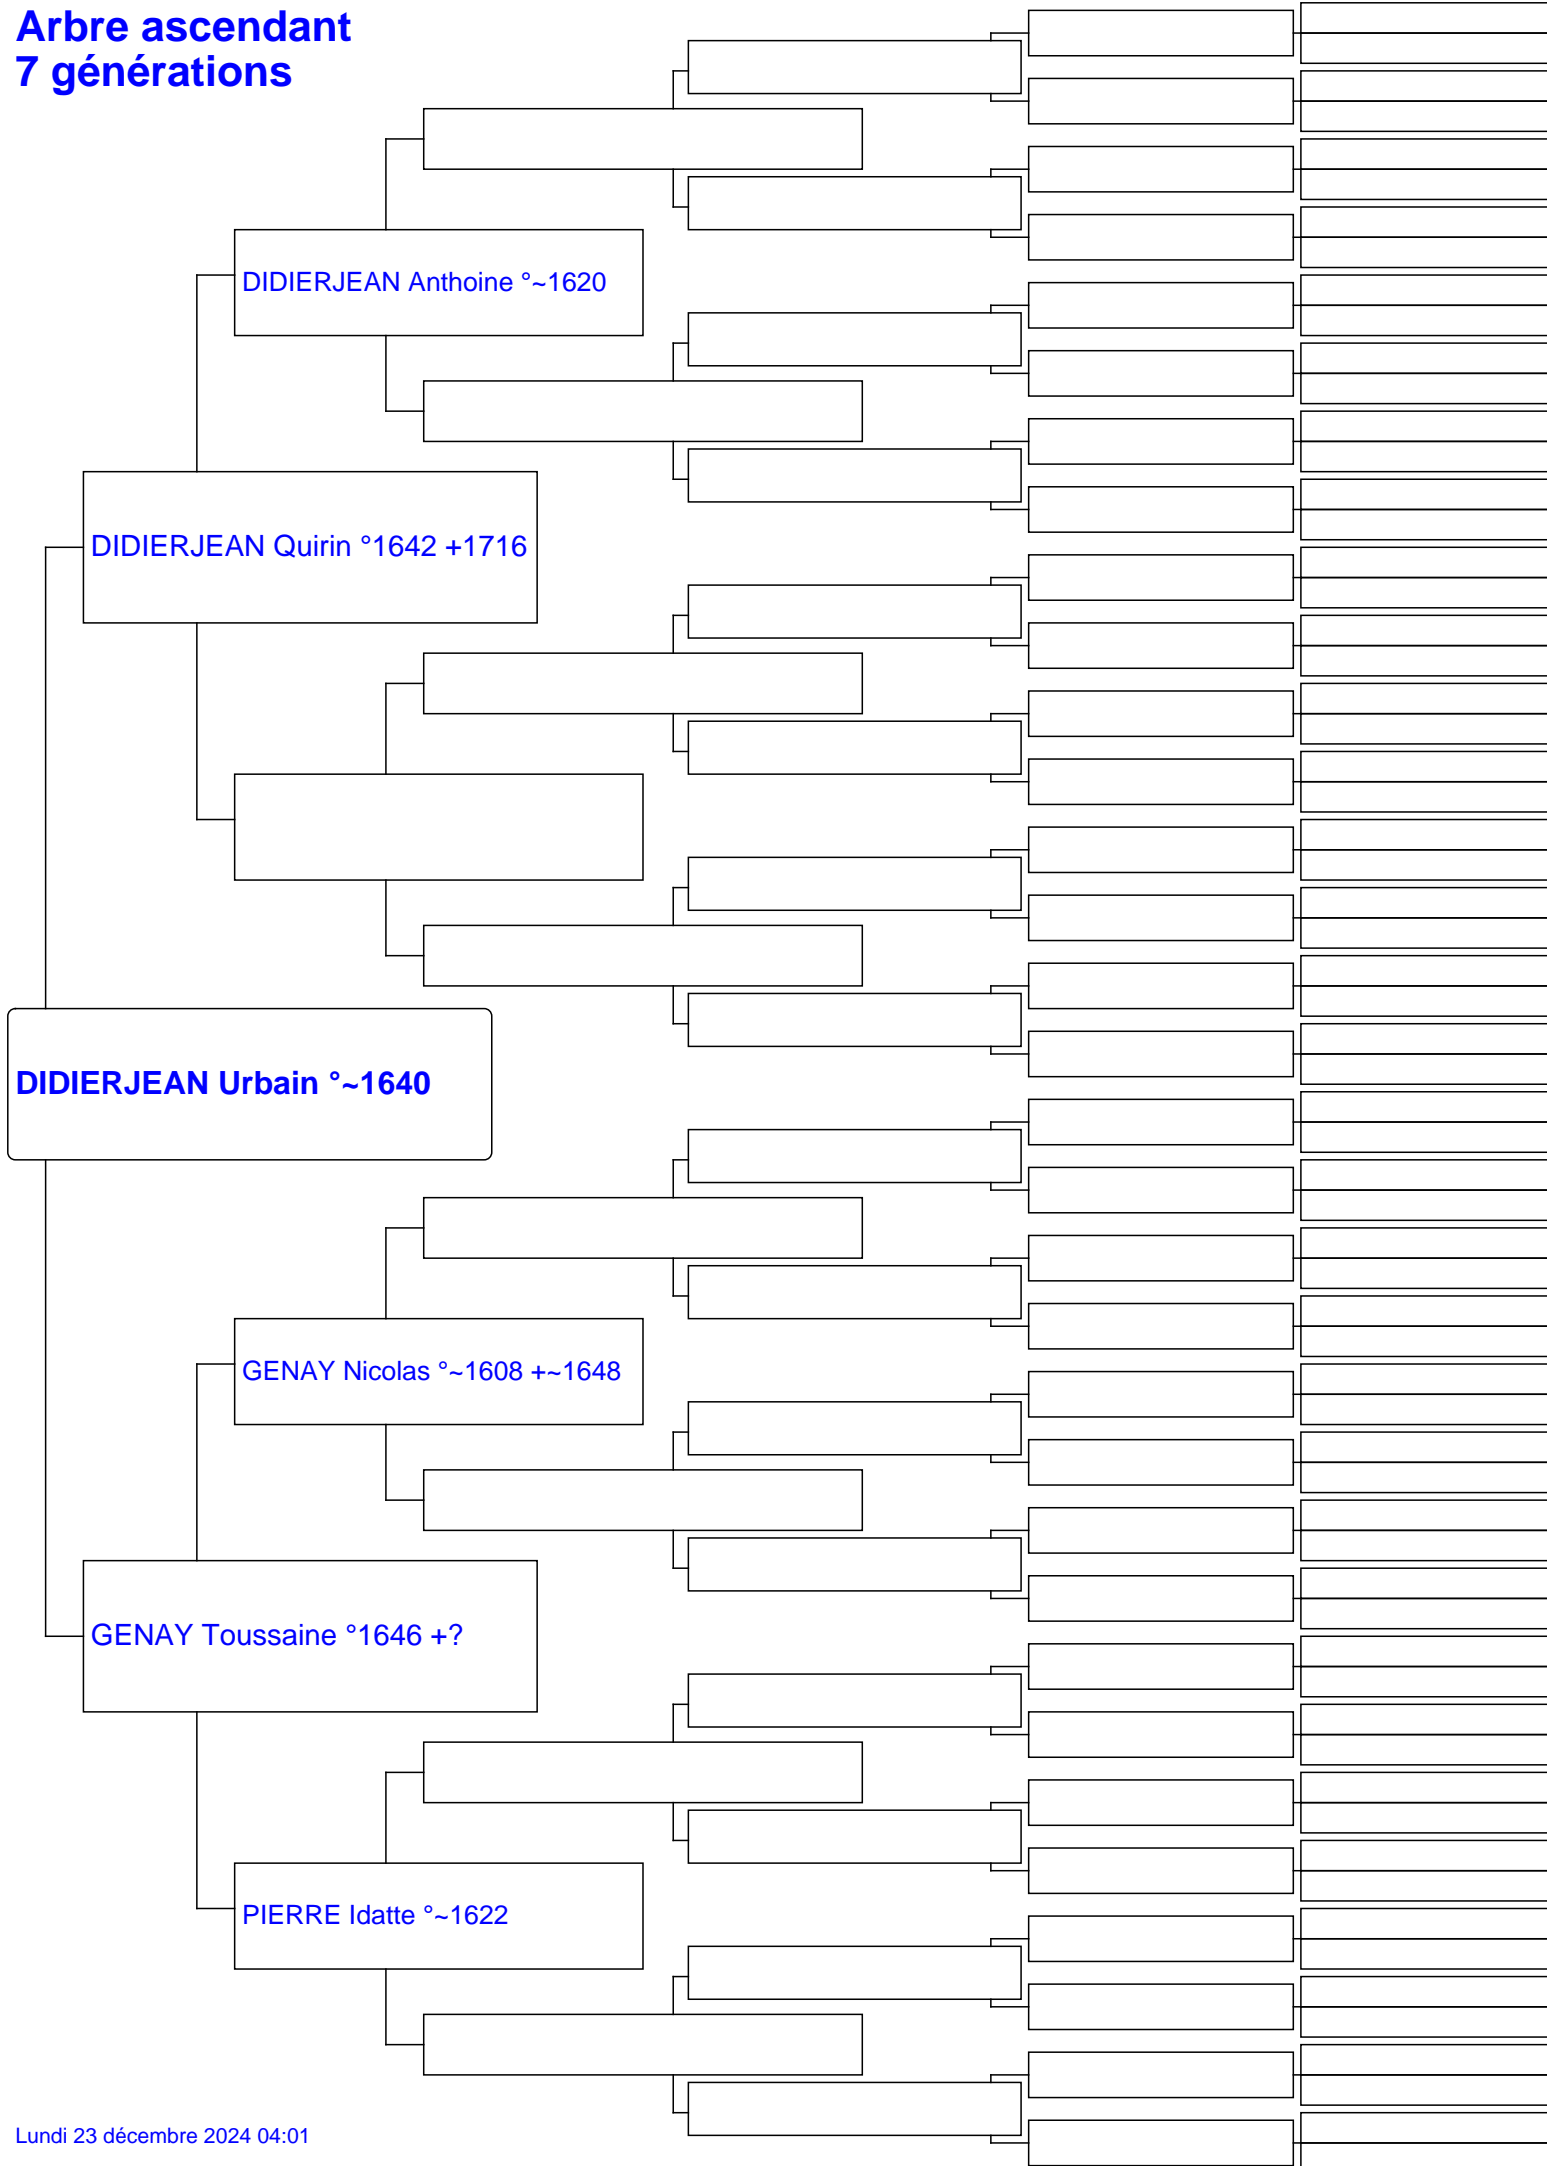 Arbre ascendant
7 générations
DIDIERJEAN Anthoine °~1620
DIDIERJEAN Quirin °1642 +1716
DIDIERJEAN Urbain °~1640
GENAY Nicolas °~1608 +~1648
GENAY Toussaine °1646 +?
PIERRE Idatte °~1622
Lundi 23 décembre 2024 04:01